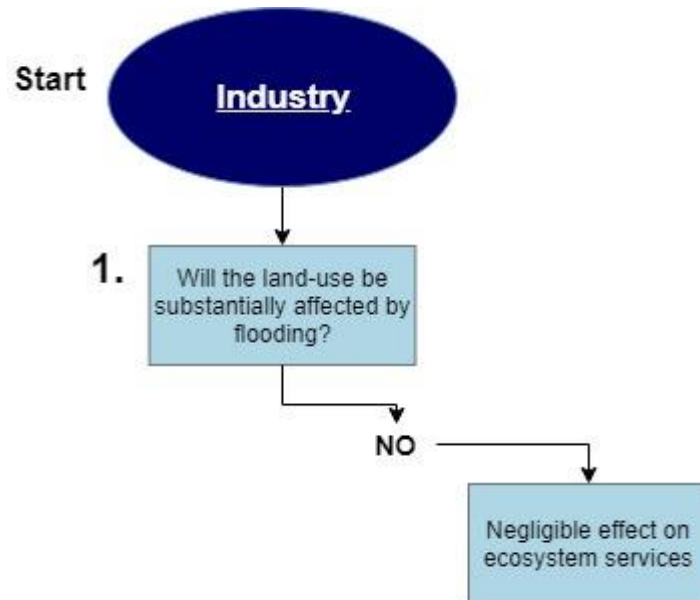 Start
Industry
1.
Will the land-use be
substantially affected by
flooding?
NO
Negligible effect on
ecosystem services